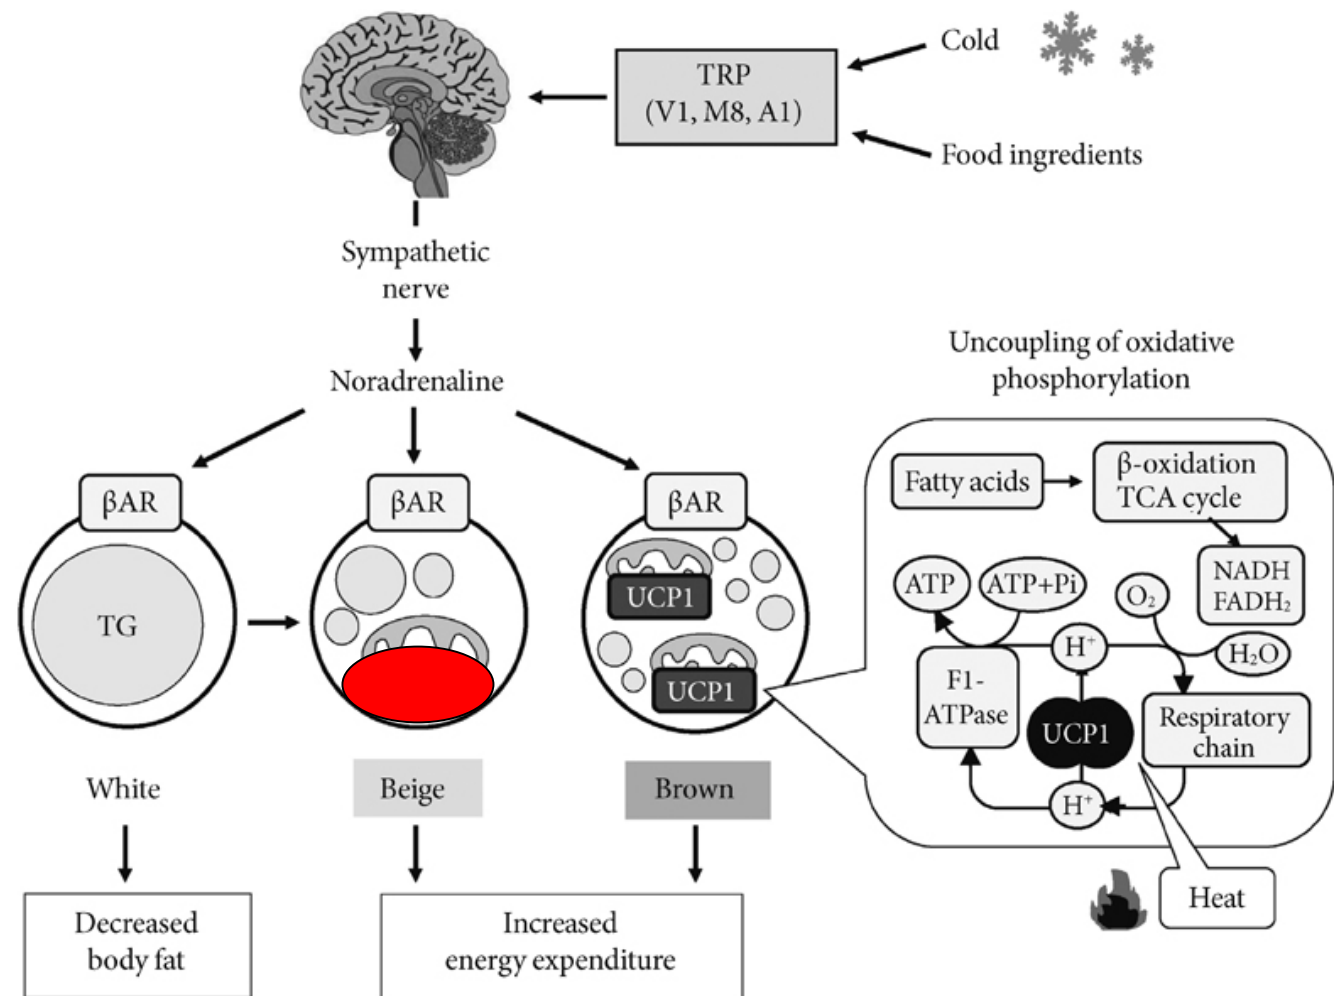 Cold
TRP
(V1, M8, A1)
Food ingredients
Sympathetic
nerve
Noradrenaline
Uncoupling of oxidative
phosphorylation
βAR
βAR
βAR
TG
UCP1
UCP1
Fatty acids
β-oxidation
TCA cycle
NADH
FADH₂
ATP
ATP+Pi
O₂
H⁺
H₂O
F1-
ATPase
UCP1
Respiratory
chain
H⁺
Heat
White
Beige
Brown
Decreased
body fat
Increased
energy expenditure